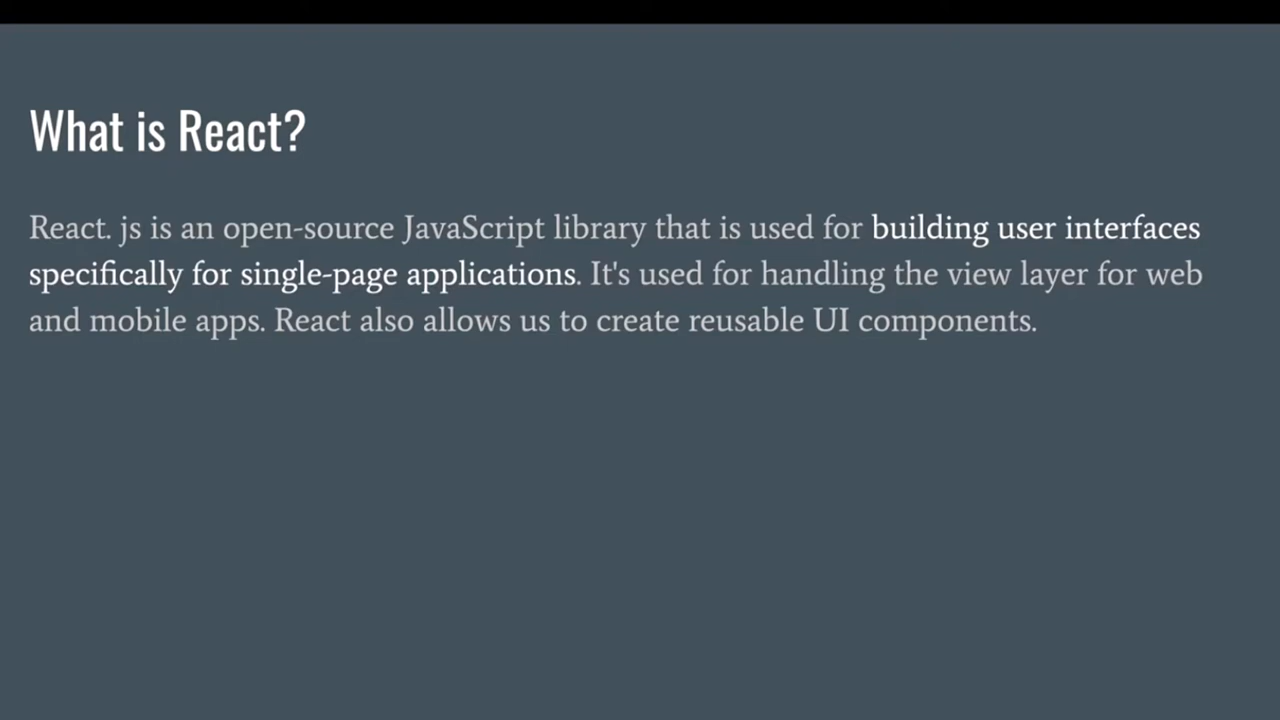 What is React?
React. js is an open-source JavaScript library that is used for building user interfaces
specifically for single-page applications. It's used for handling the view layer for web
and mobile apps. React also allows us to create reusable UI components.